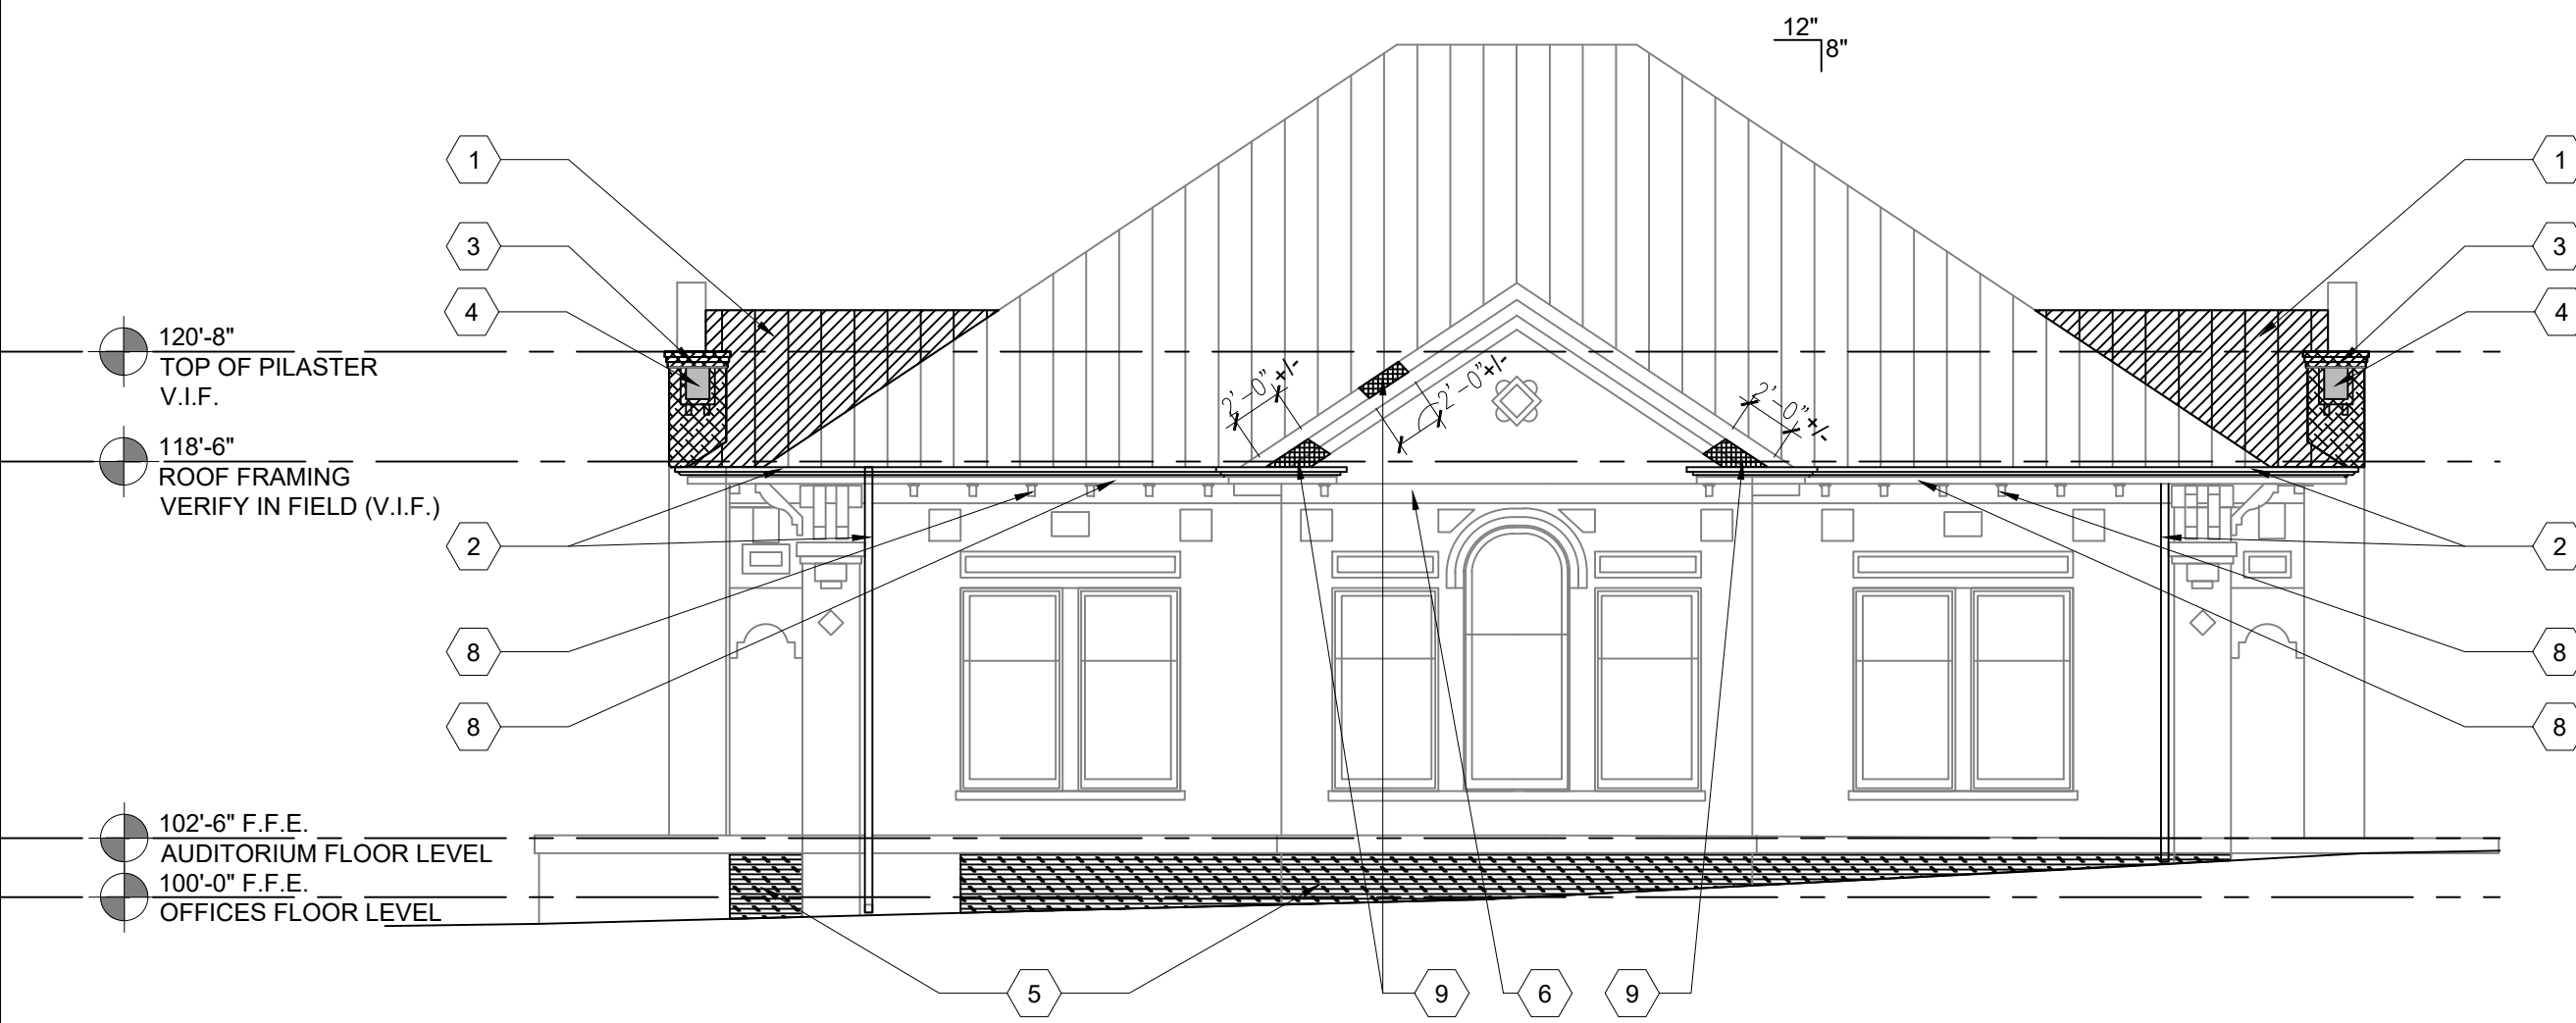 12"
8"
1
1
3
3
4
4
120'-8"
TOP OF PILASTER
V.I.F.
2'-0"+/-
2'-0"+/-
2'-0"+/-
118'-6"
ROOF FRAMING
VERIFY IN FIELD (V.I.F.)
2
2
8
8
8
8
102'-6" F.F.E.
AUDITORIUM FLOOR LEVEL
100'-0" F.F.E.
OFFICES FLOOR LEVEL
5
9
6
9